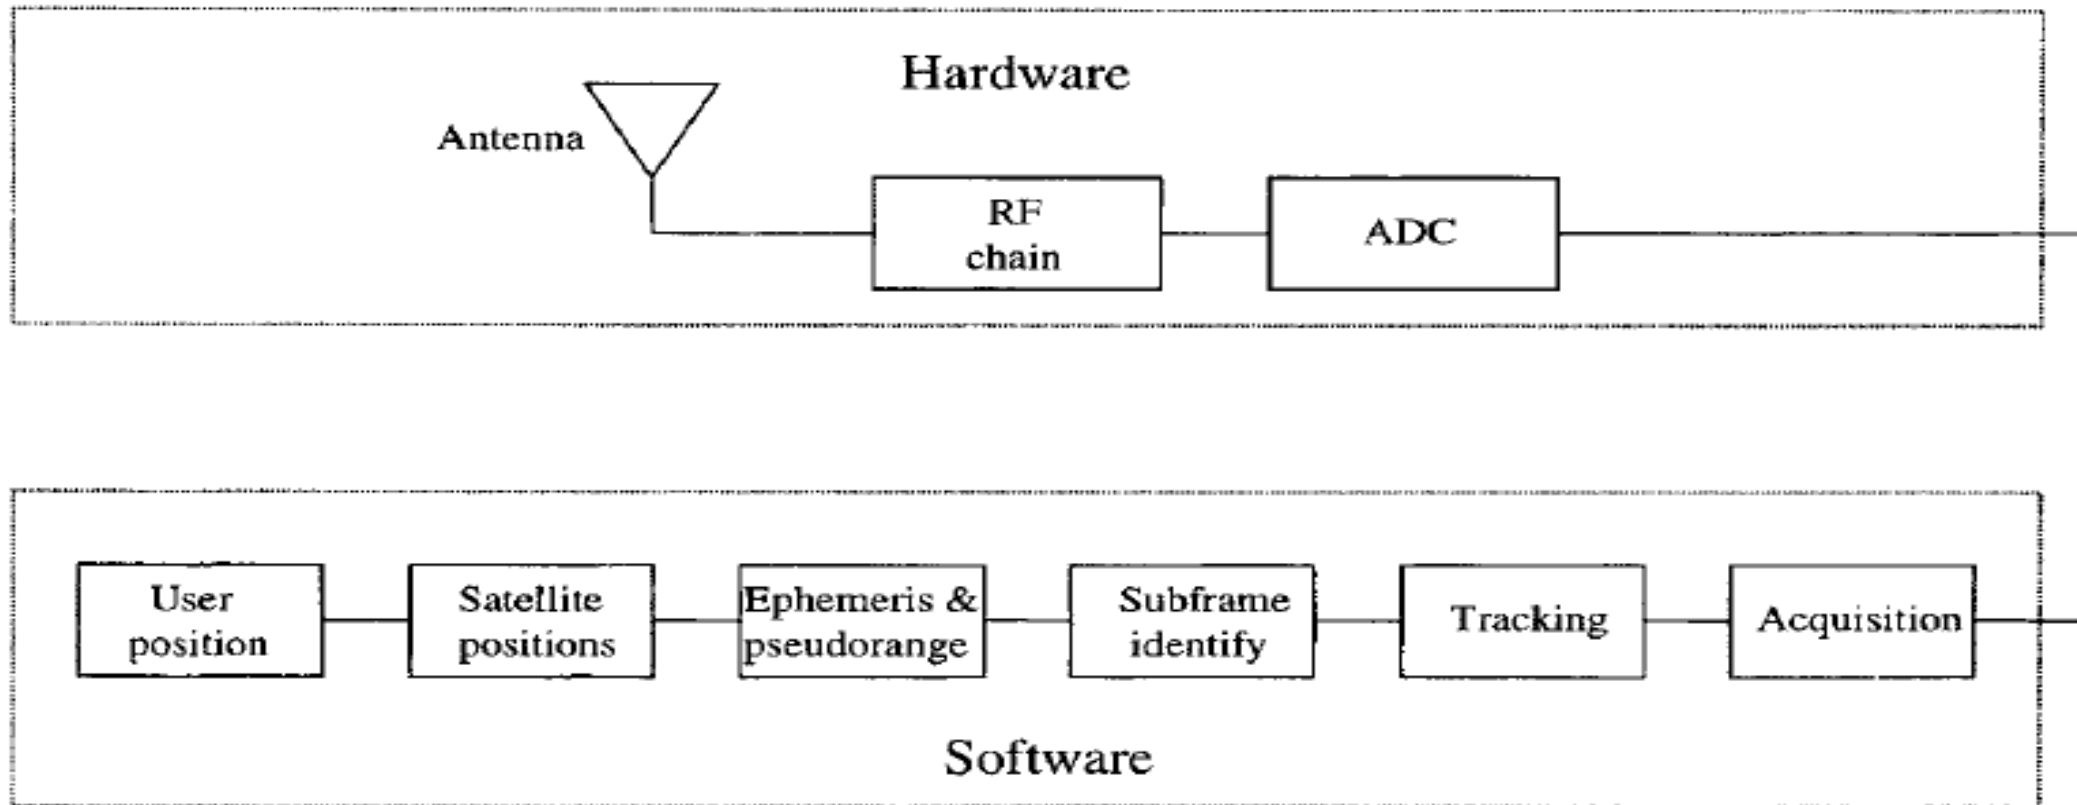 Hardware
Antenna
RF
chain
ADC
User
position
Satellite
positions
Ephemeris &
pseudorange
Subframe
identify
Tracking
Acquisition
Software